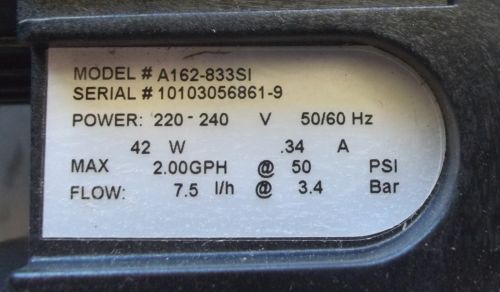 MODEL # A162-833SI
SERIAL # 10103056861-9
POWER: 220 - 240 V 50/60 Hz
42 W .34 A
MAX 2.00GPH @ 50 PSI
FLOW: 7.5 l/h @ 3.4 Bar